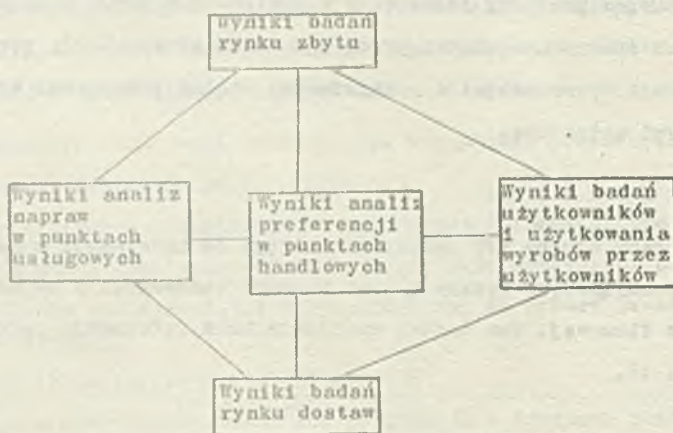 Wyniki badań
rynku zbytu
Wyniki analiz
napraw
w punktach
usługowych
Wyniki analiz
preferencji
w punktach
handlowych
Wyniki badań
użytkowników
i użytkowania
wyrobów przez
użytkowników
Wyniki badań
rynku dostaw